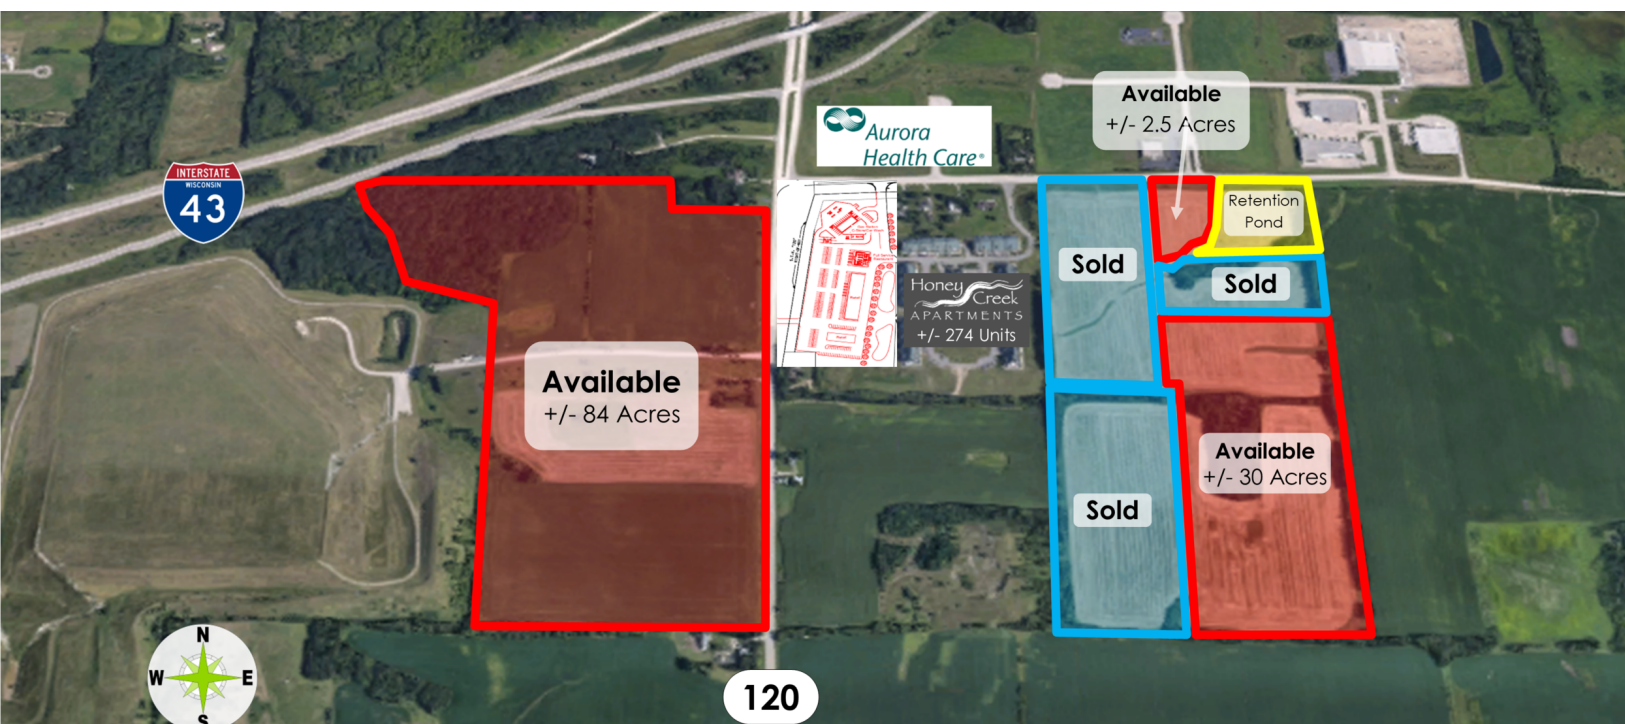 Available
+/- 2.5 Acres
Aurora
Health Care®
INTERSTATE
WISCONSIN
43
Retention
Pond
Sold
Sold
Honey
Creek
APARTMENTS
+/- 274 Units
Available
+/- 84 Acres
Available
+/- 30 Acres
Sold
N
W
E
S
120